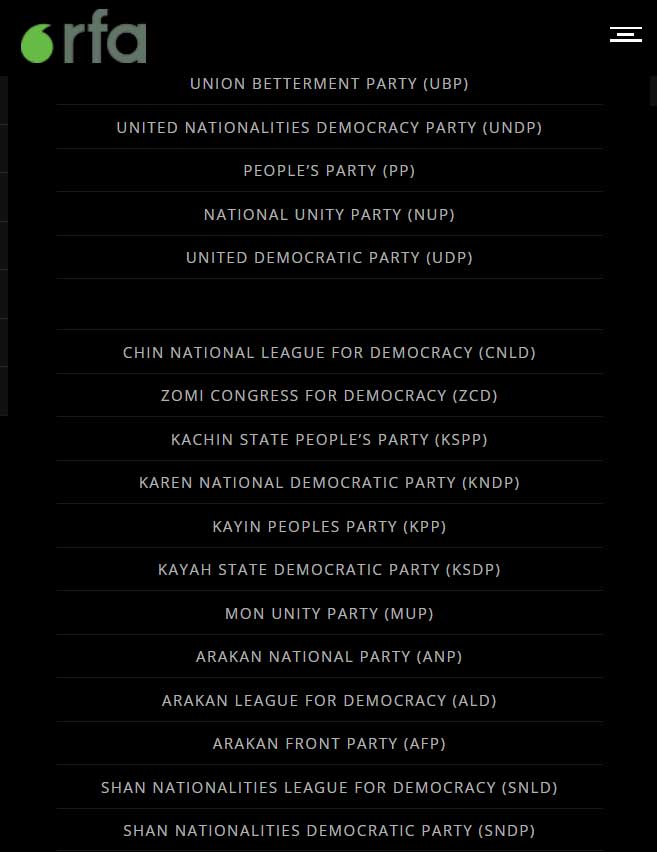 rfa
UNION BETTERMENT PARTY (UBP)
UNITED NATIONALITIES DEMOCRACY PARTY (UNDP)
PEOPLE’S PARTY (PP)
NATIONAL UNITY PARTY (NUP)
UNITED DEMOCRATIC PARTY (UDP)
CHIN NATIONAL LEAGUE FOR DEMOCRACY (CNLD)
ZOMI CONGRESS FOR DEMOCRACY (ZCD)
KACHIN STATE PEOPLE’S PARTY (KSPP)
KAREN NATIONAL DEMOCRATIC PARTY (KNDP)
KAYIN PEOPLES PARTY (KPP)
KAYAH STATE DEMOCRATIC PARTY (KSDP)
MON UNITY PARTY (MUP)
ARAKAN NATIONAL PARTY (ANP)
ARAKAN LEAGUE FOR DEMOCRACY (ALD)
ARAKAN FRONT PARTY (AFP)
SHAN NATIONALITIES LEAGUE FOR DEMOCRACY (SNLD)
SHAN NATIONALITIES DEMOCRATIC PARTY (SNDP)